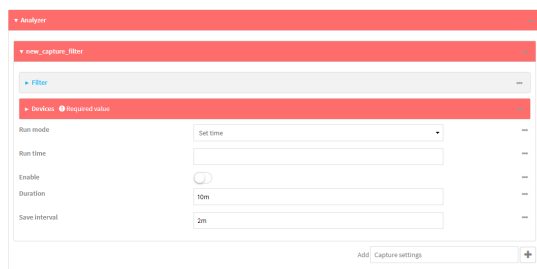 Analyzer
new_capture_filter
Filter
Devices Required value
Run mode Set time
Run time
Enable
Duration 10m
Save interval 2m
Add Capture settings